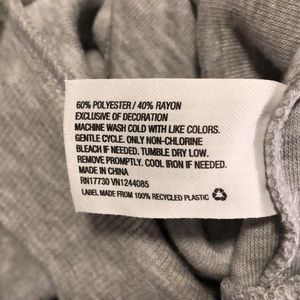 60% POLYESTER / 40% RAYON
EXCLUSIVE OF DECORATION
MACHINE WASH COLD WITH LIKE COLORS.
GENTLE CYCLE. ONLY NON-CHLORINE
BLEACH IF NEEDED. TUMBLE DRY LOW.
REMOVE PROMPTLY. COOL IRON IF NEEDED.
MADE IN CHINA
RN17730 VN1244085
LABEL MADE FROM 100% RECYCLED PLASTIC